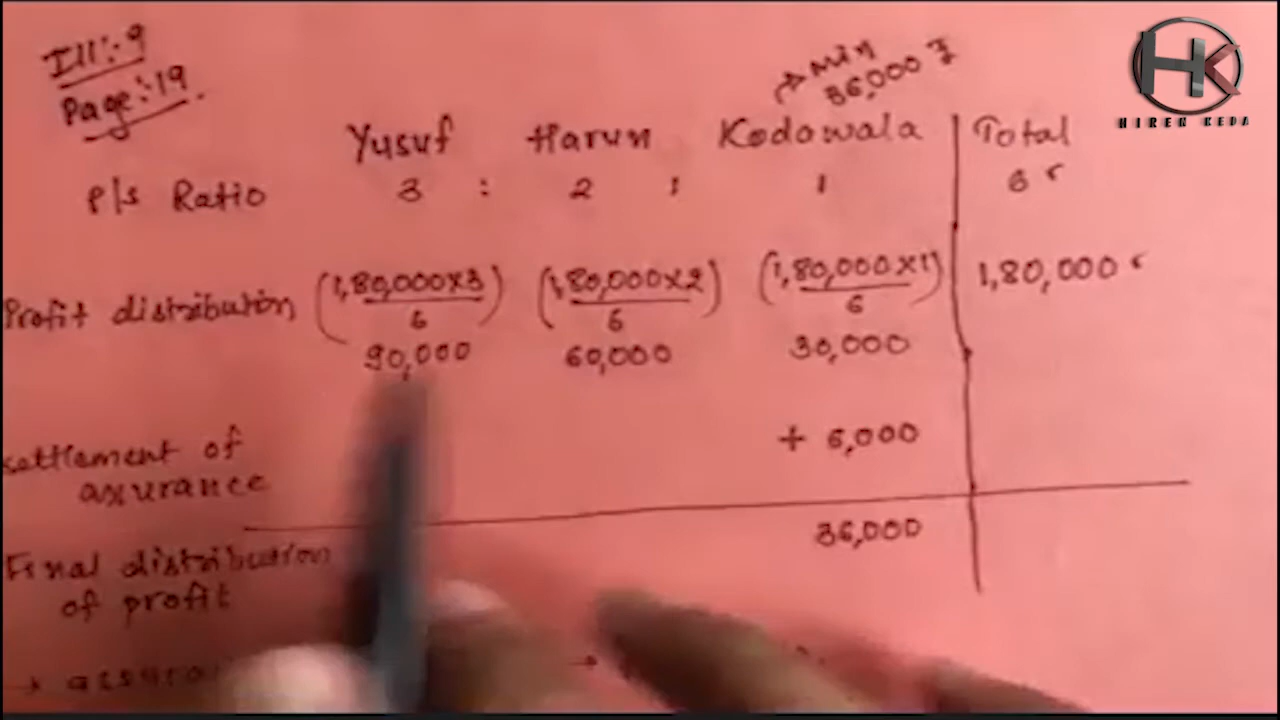 Ill:- 9
Page:- 19.
→ Min
36,000 ₹
HK
HIREN KEDA
Yusuf Harun Kodawala Total
P/s Ratio 3 : 2 : 1 6
Profit distribution (1,80,000×3)/6 (1,80,000×2)/6 (1,80,000×1)/6 1,80,000
90,000 60,000 30,000
settlement of + 6,000
assurance
Final distribution 36,000
of profit
→ →